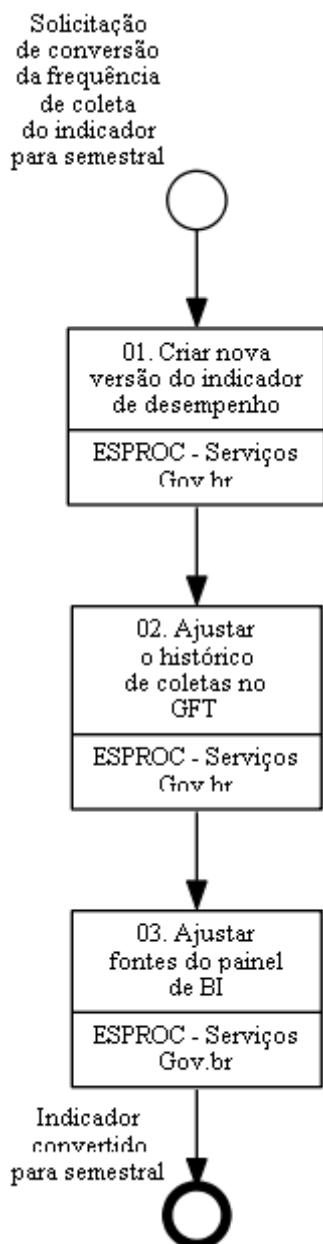 Solicitação
de conversão
da frequência
de coleta
do indicador
para semestral
01. Criar nova
versão do indicador
de desempenho
ESPROC - Serviços
Gov.br
02. Ajustar
o histórico
de coletas no
GFT
ESPROC - Serviços
Gov.br
03. Ajustar
fontes do painel
de BI
ESPROC - Serviços
Gov.br
Indicador
convertido
para semestral